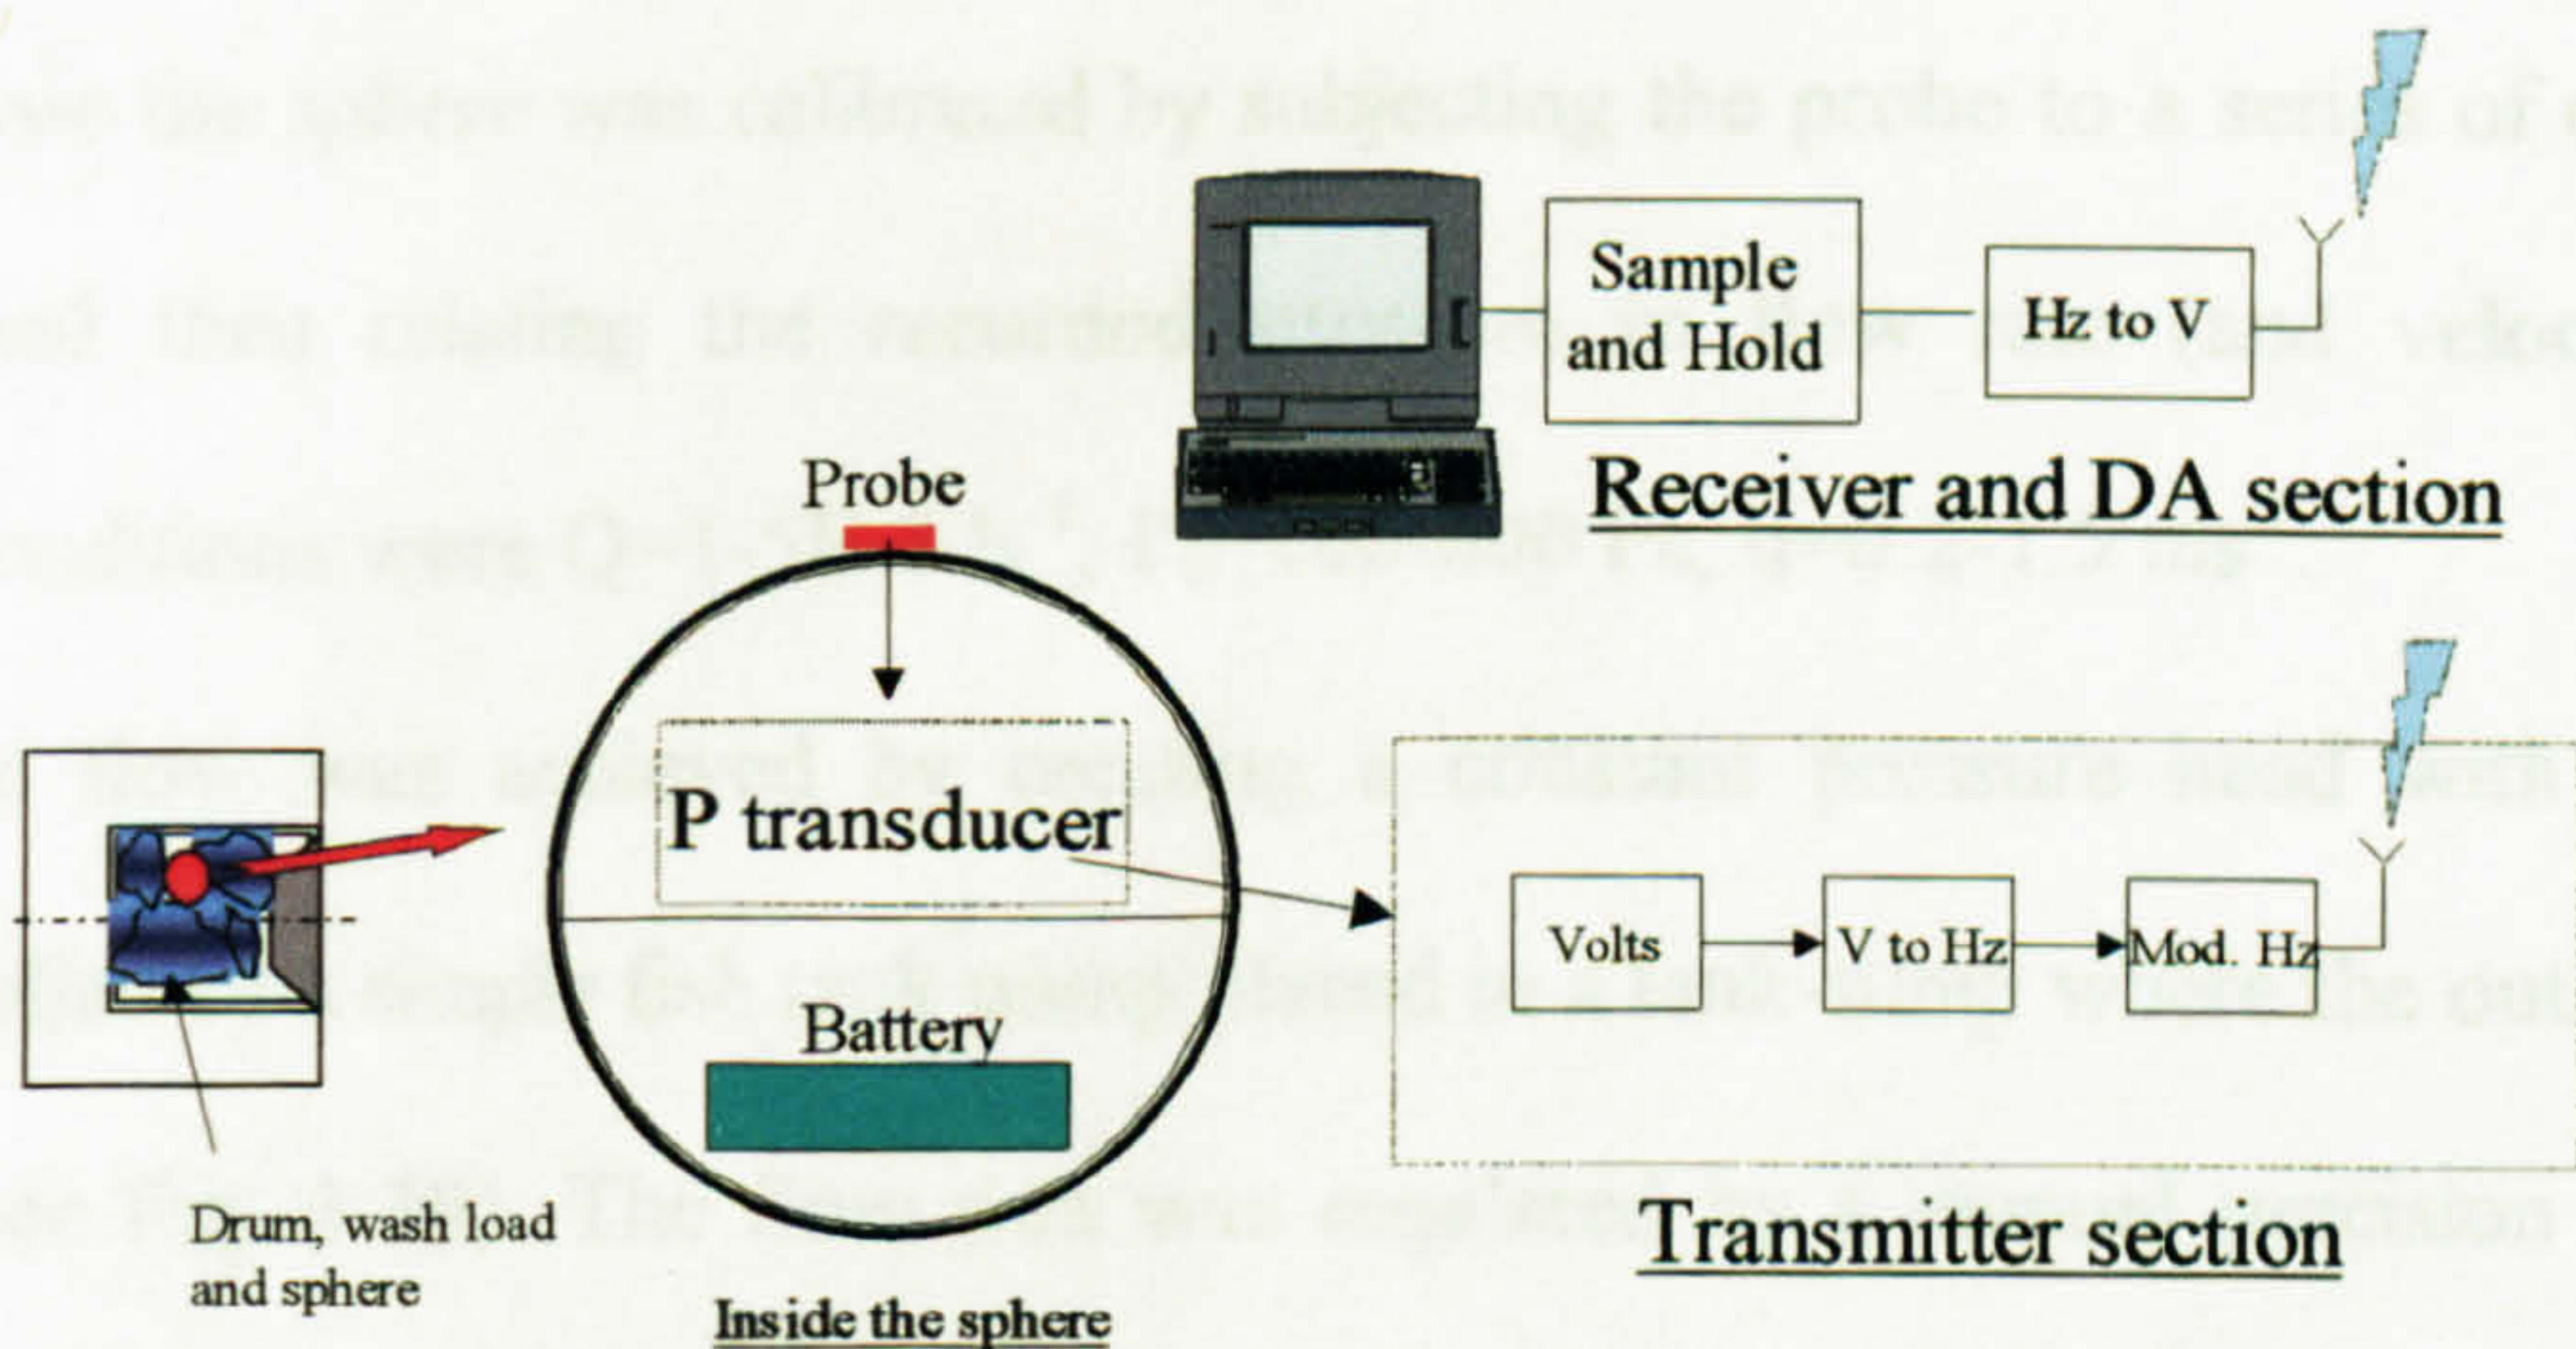 Sample
and Hold
Hz to V
Receiver and DA section
Probe
P transducer
Battery
Inside the sphere
Drum, wash load
and sphere
Volts
V to Hz
Mod. Hz
Transmitter section